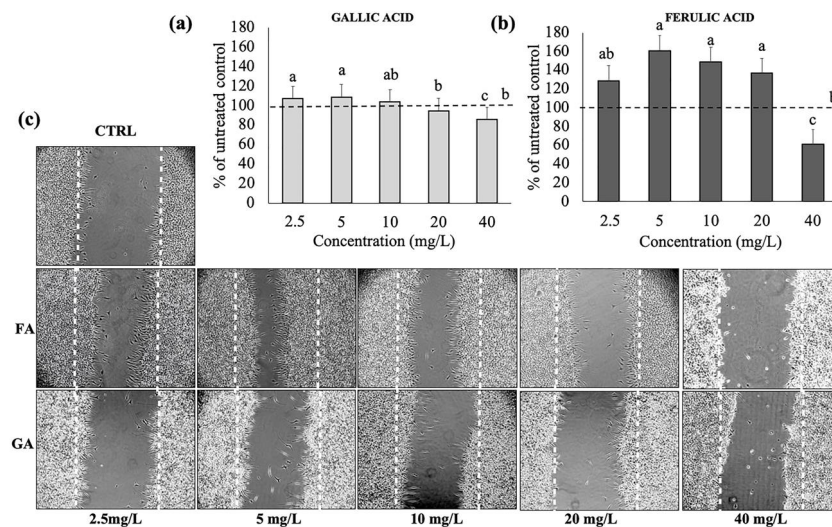 (a)
GALLIC ACID
% of untreated control
180
160
140
120
100
80
60
40
20
0
a
a
ab
b
c
b
2.5
5
10
20
40
Concentration (mg/L)
(b)
FERULIC ACID
% of untreated control
180
160
140
120
100
80
60
40
20
0
ab
a
a
a
c
2.5
5
10
20
40
Concentration (mg/L)
(c)
CTRL
FA
GA
2.5mg/L
5 mg/L
10 mg/L
20 mg/L
40 mg/L